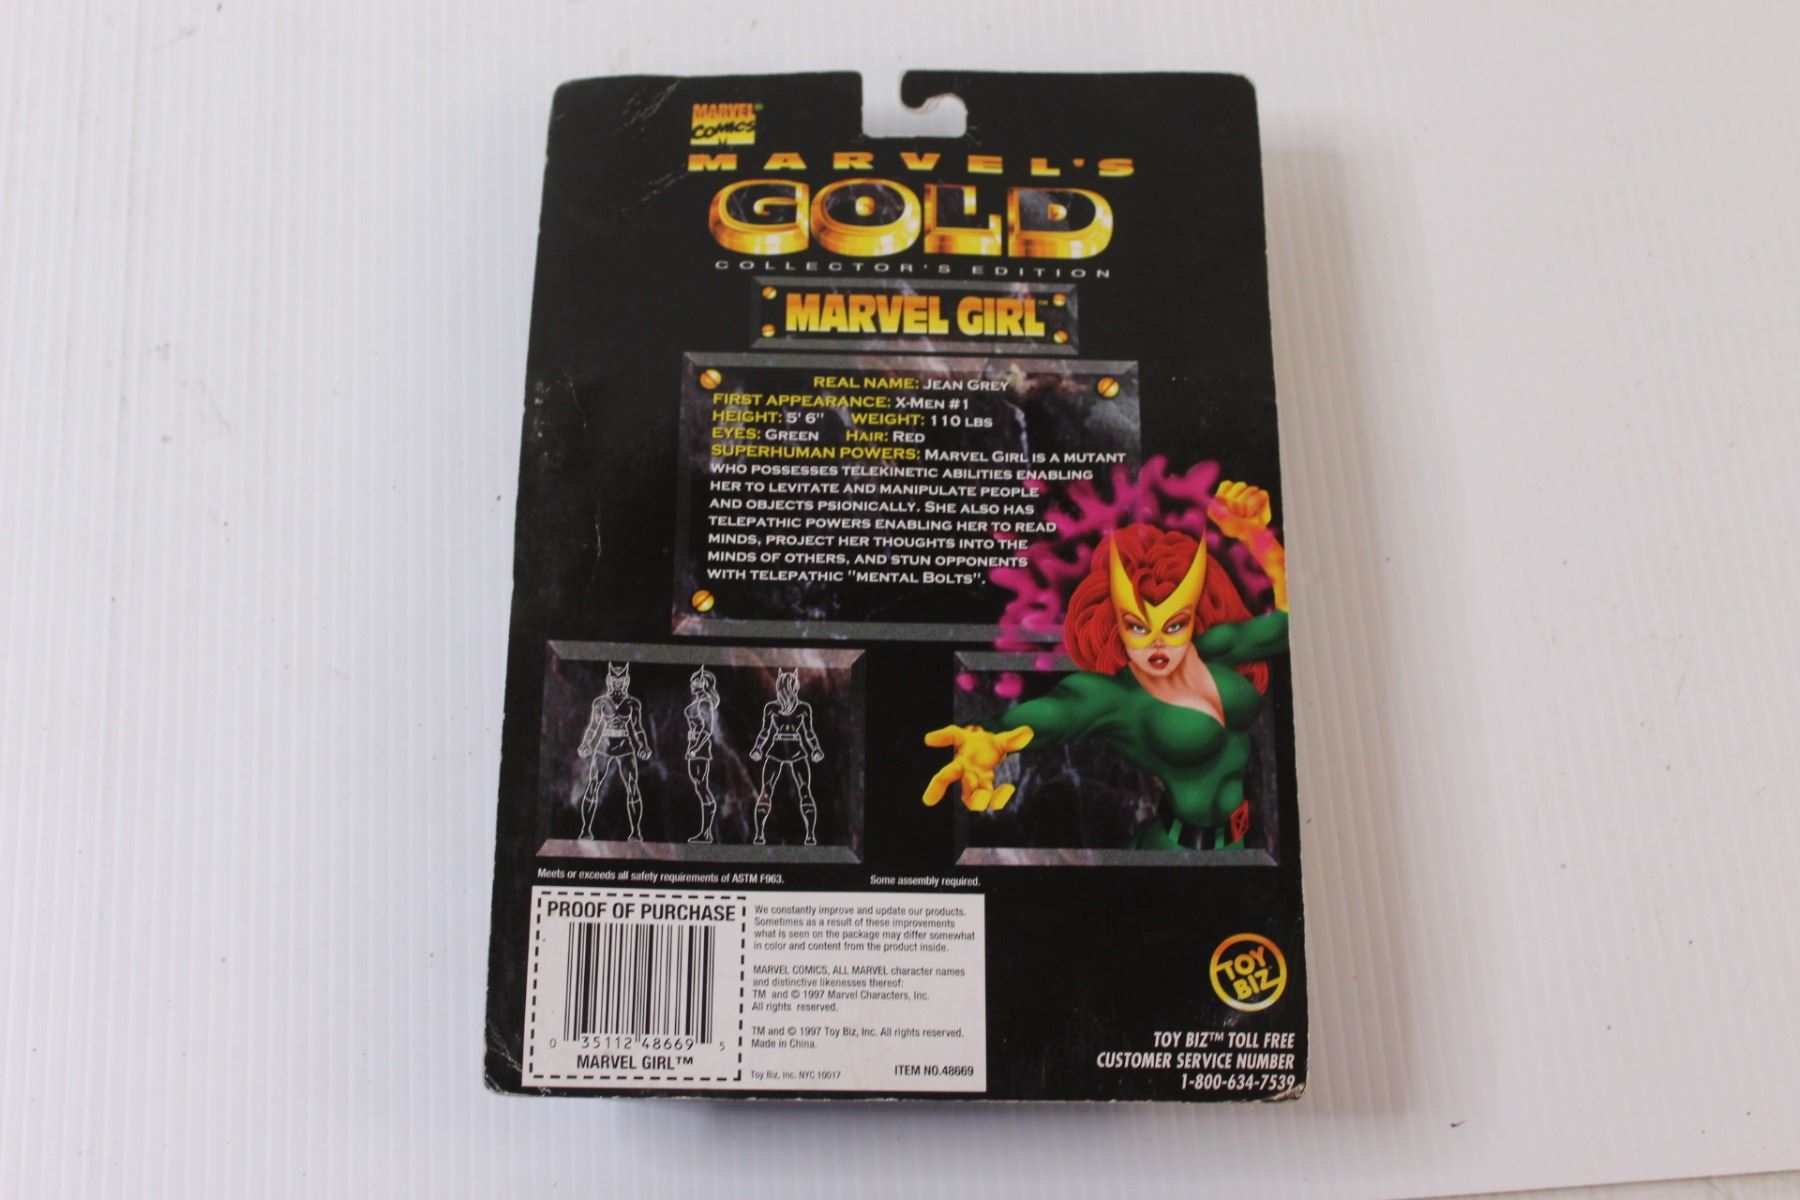 MARVEL®
COMICS
MARVEL'S
GOLD
COLLECTOR'S EDITION
MARVEL GIRL™
REAL NAME: JEAN GREY
FIRST APPEARANCE: X-MEN #1
HEIGHT: 5' 6" WEIGHT: 110 LBS
EYES: GREEN HAIR: RED
SUPERHUMAN POWERS: MARVEL GIRL IS A MUTANT
WHO POSSESSES TELEKINETIC ABILITIES ENABLING
HER TO LEVITATE AND MANIPULATE PEOPLE
AND OBJECTS PSIONICALLY. SHE ALSO HAS
TELEPATHIC POWERS ENABLING HER TO READ
MINDS, PROJECT HER THOUGHTS INTO THE
MINDS OF OTHERS, AND STUN OPPONENTS
WITH TELEPATHIC "MENTAL BOLTS".
Meets or exceeds all safety requirements of ASTM F963.
Some assembly required.
PROOF OF PURCHASE
0 35112 48669 5
MARVEL GIRL™
We constantly improve and update our products.
Sometimes as a result of these improvements
what is seen on the package may differ somewhat
in color and content from the product inside.
MARVEL COMICS, ALL MARVEL character names
and distinctive likenesses thereof:
TM and © 1997 Marvel Characters, Inc.
All rights reserved.
TM and © 1997 Toy Biz, Inc. All rights reserved.
Made in China.
Toy Biz, Inc. NYC 10017
ITEM NO.48669
TOY
BIZ
TOY BIZ™ TOLL FREE
CUSTOMER SERVICE NUMBER
1-800-634-7539